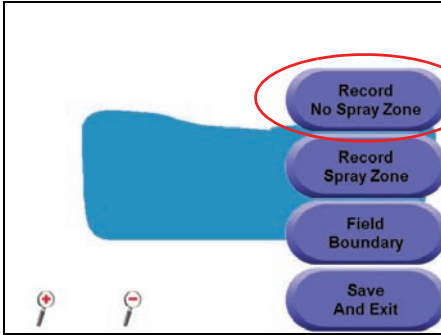 Record
No Spray Zone
Record
Spray Zone
Field
Boundary
Save
And Exit